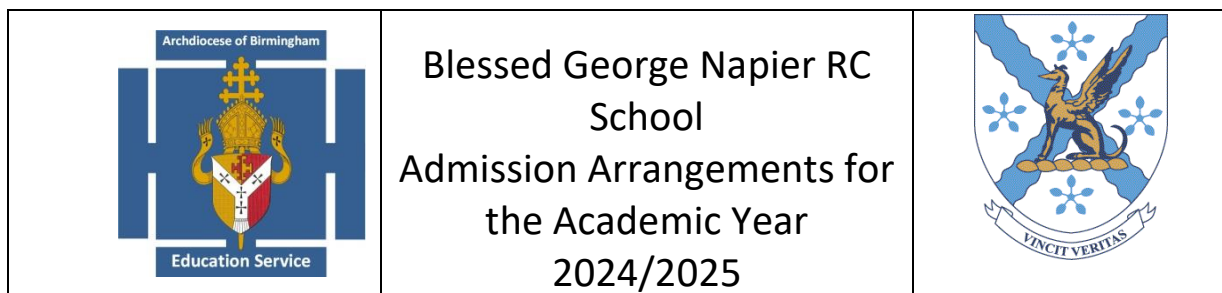 Archdiocese of Birmingham
Education Service
Blessed George Napier RC
School
Admission Arrangements for
the Academic Year
2024/2025
VINCIT VERITAS